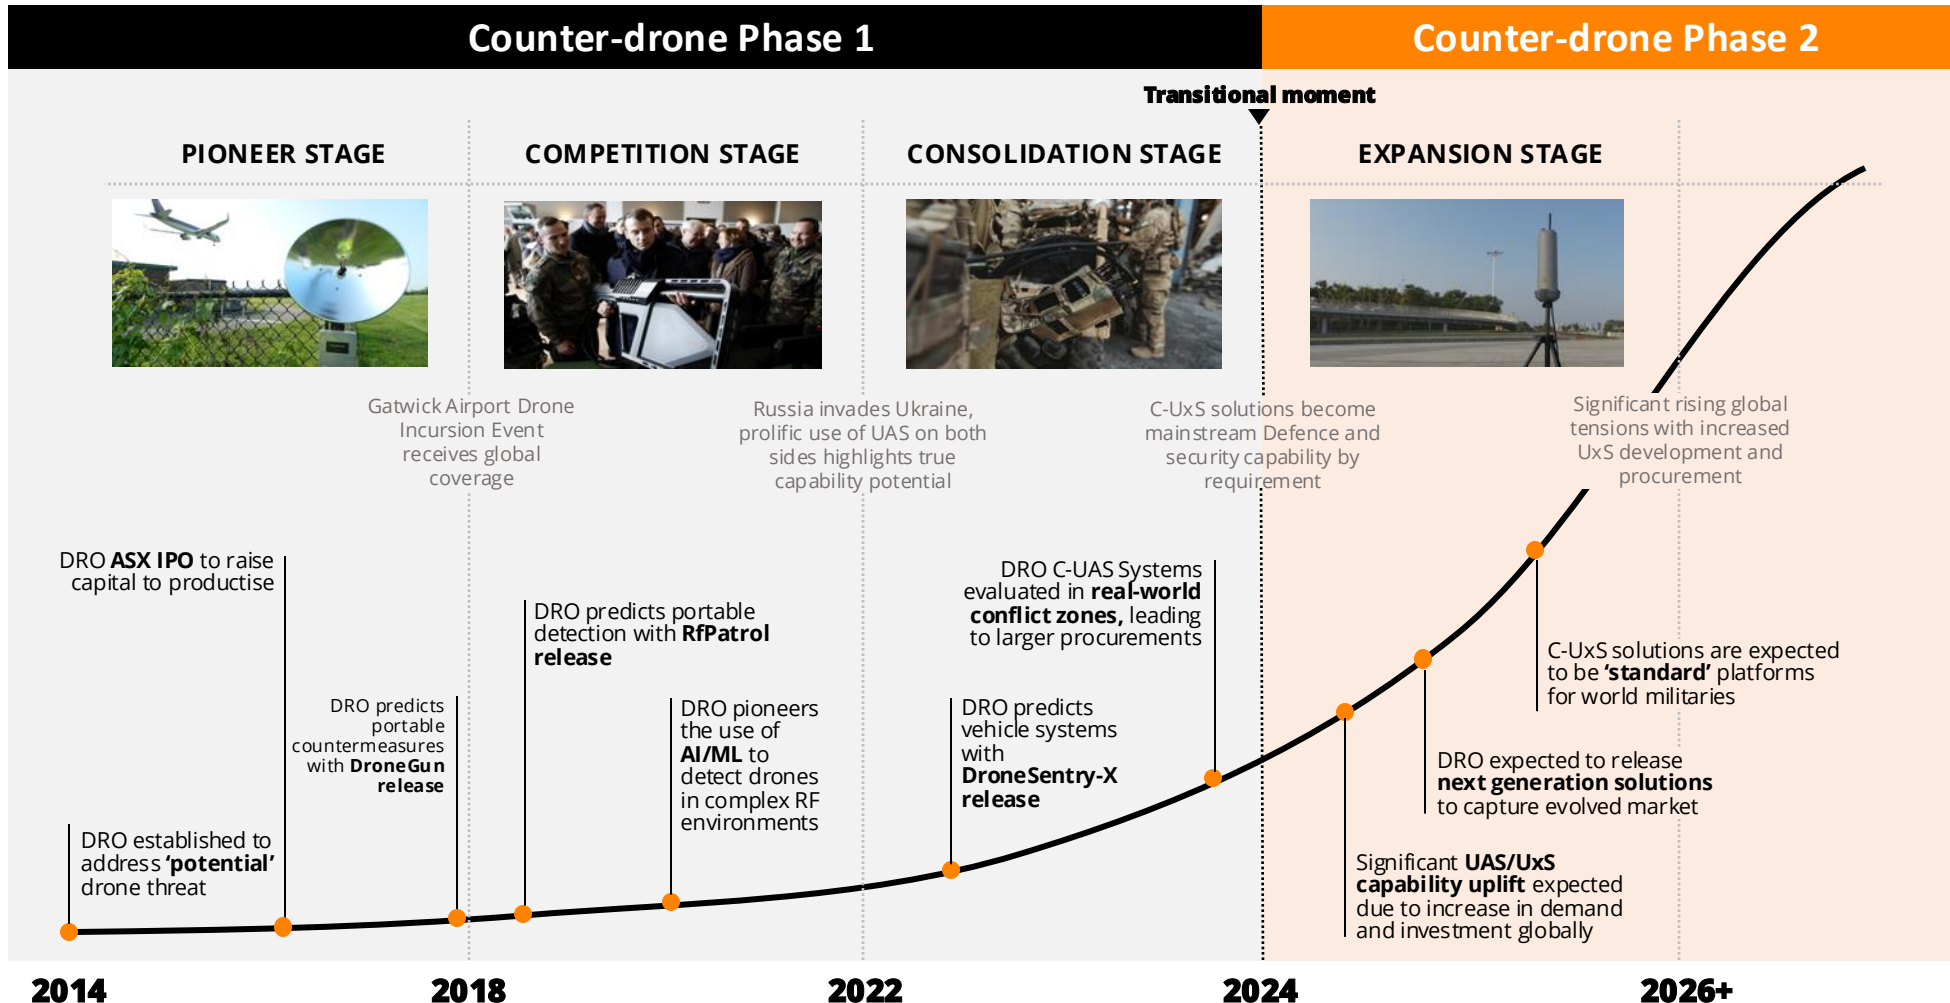 Counter-drone Phase 1
Counter-drone Phase 2
Transitional moment
PIONEER STAGE
COMPETITION STAGE
CONSOLIDATION STAGE
EXPANSION STAGE
Gatwick Airport Drone
Incursion Event
receives global
coverage
Russia invades Ukraine,
prolific use of UAS on both
sides highlights true
capability potential
C-UxS solutions become
mainstream Defence and
security capability by
requirement
Significant rising global
tensions with increased
UxS development and
procurement
DRO established to
address ‘potential’
drone threat
DRO ASX IPO to raise
capital to productise
DRO predicts
portable
countermeasures
with DroneGun
release
DRO predicts portable
detection with RfPatrol
release
DRO pioneers
the use of
AI/ML to
detect drones
in complex RF
environments
DRO predicts
vehicle systems
with
DroneSentry-X
release
DRO C-UAS Systems
evaluated in real-world
conflict zones, leading
to larger procurements
Significant UAS/UxS
capability uplift expected
due to increase in demand
and investment globally
DRO expected to release
next generation solutions
to capture evolved market
C-UxS solutions are expected
to be ‘standard’ platforms
for world militaries
2014
2018
2022
2024
2026+